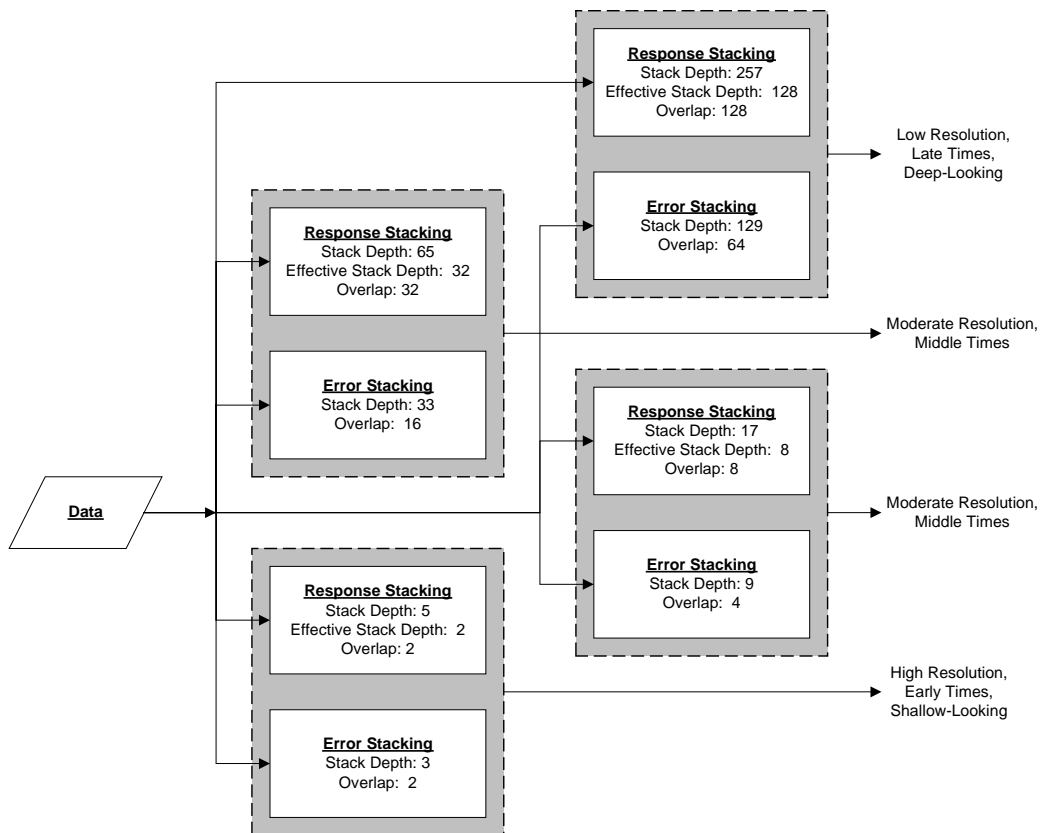 Response Stacking
Stack Depth: 257
Effective Stack Depth:  128
Overlap: 128
Error Stacking
Stack Depth: 129
Overlap:  64
Low Resolution,
Late Times,
Deep-Looking
Response Stacking
Stack Depth: 65
Effective Stack Depth:  32
Overlap: 32
Error Stacking
Stack Depth: 33
Overlap:  16
Moderate Resolution,
Middle Times
Response Stacking
Stack Depth: 17
Effective Stack Depth:  8
Overlap: 8
Error Stacking
Stack Depth: 9
Overlap:  4
Moderate Resolution,
Middle Times
Data
Response Stacking
Stack Depth: 5
Effective Stack Depth:  2
Overlap: 2
Error Stacking
Stack Depth: 3
Overlap:  2
High Resolution,
Early Times,
Shallow-Looking